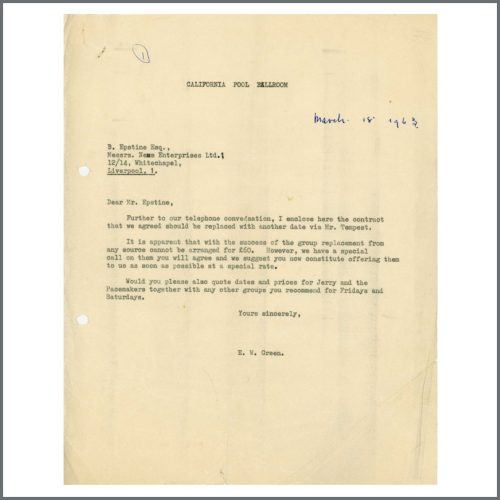 1
CALIFORNIA POOL BALLROOM
March 18 1963
B. Epstine Esq.,
Messrs. Nems Enterprises Ltd.,
12/14, Whitechapel,
Liverpool, 1.
Dear Mr. Epstine,
Further to our telephone convesation, I enclose here the contract
that we agreed should be replaced with another date via Mr. Tempest.
It is apparent that with the success of the group replacement from
any source cannot be arranged for £60. However, we have a special
call on them you will agree and we suggest you now constitute offering them
to us as soon as possible at a special rate.
Would you please also quote dates and prices for Jerry and the
Pacemakers together with any other groups you recommend for Fridays and
Saturdays.
Yours sincerely,
E. W. Green.